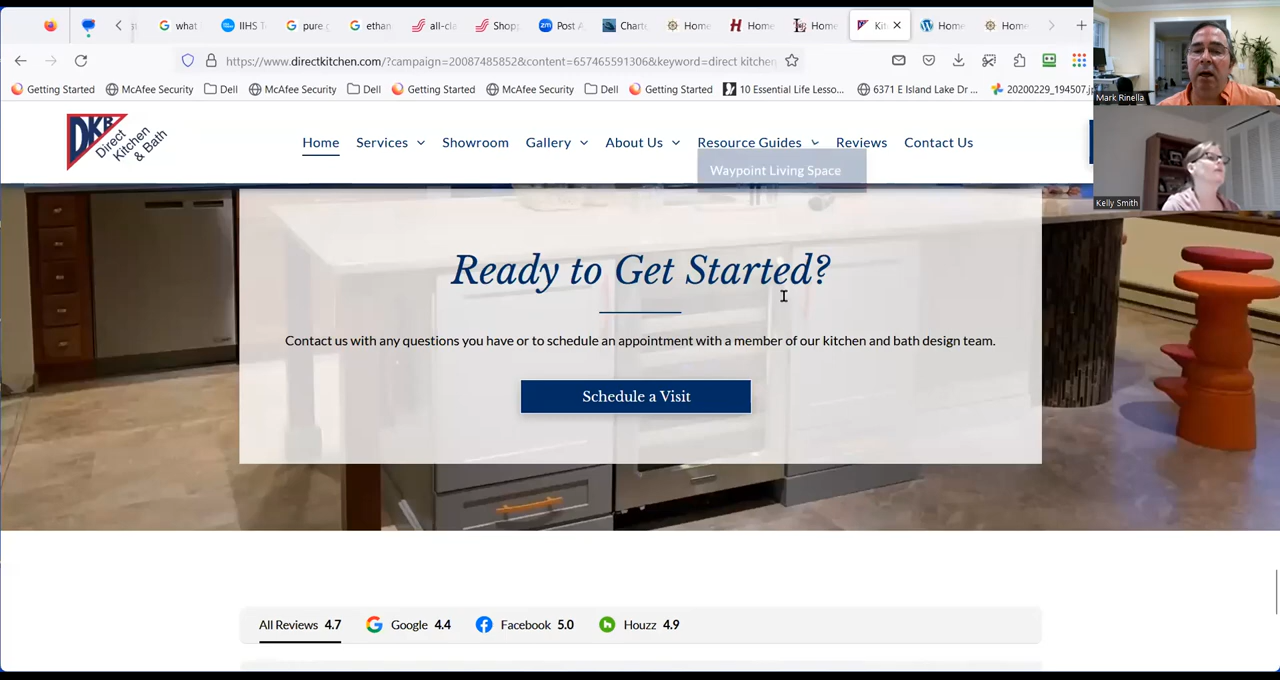 what
IIHS T
pure g
ethan
all-cla
Shop
Post A
Charte
Home
Home
Home
Kit
Home
Home
https://www.directkitchen.com/?campaign=20087485852&content=657465591306&keyword=direct kitchen
Getting Started
McAfee Security
Dell
McAfee Security
Dell
Getting Started
McAfee Security
Dell
Getting Started
10 Essential Life Lesso...
6371 E Island Lake Dr ...
20200229_194507.j
Mark Rinella
Kelly Smith
DKB
Direct
Kitchen
& Bath
Home
Services
Showroom
Gallery
About Us
Resource Guides
Reviews
Contact Us
Waypoint Living Space
Ready to Get Started?
Contact us with any questions you have or to schedule an appointment with a member of our kitchen and bath design team.
Schedule a Visit
All Reviews 4.7
Google 4.4
Facebook 5.0
Houzz 4.9